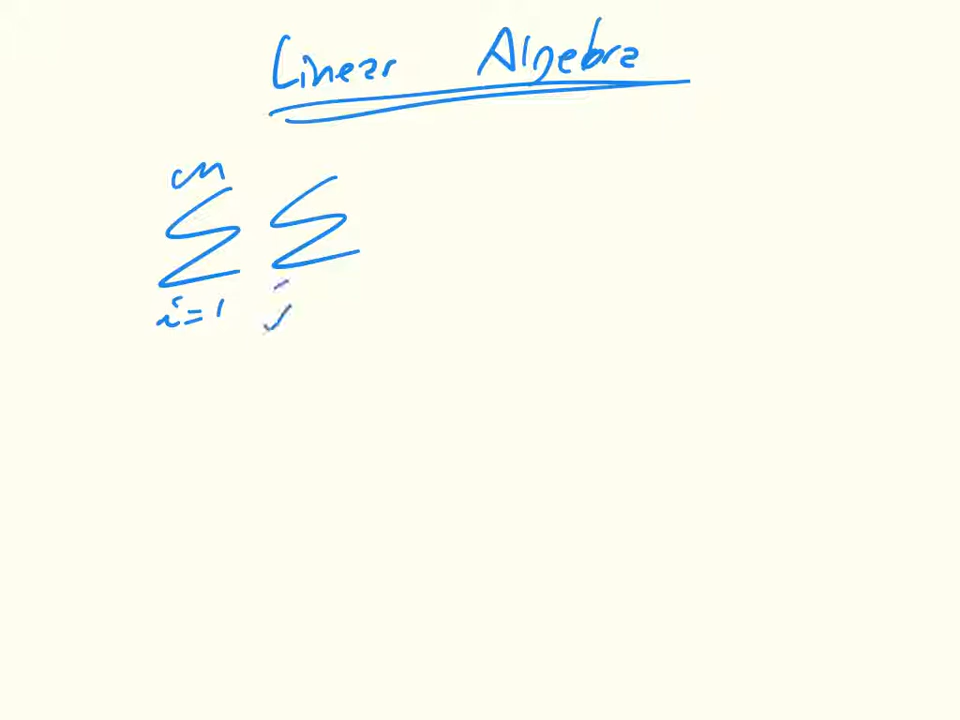 Linear Algebra
m
Σ Σ
i=1 j